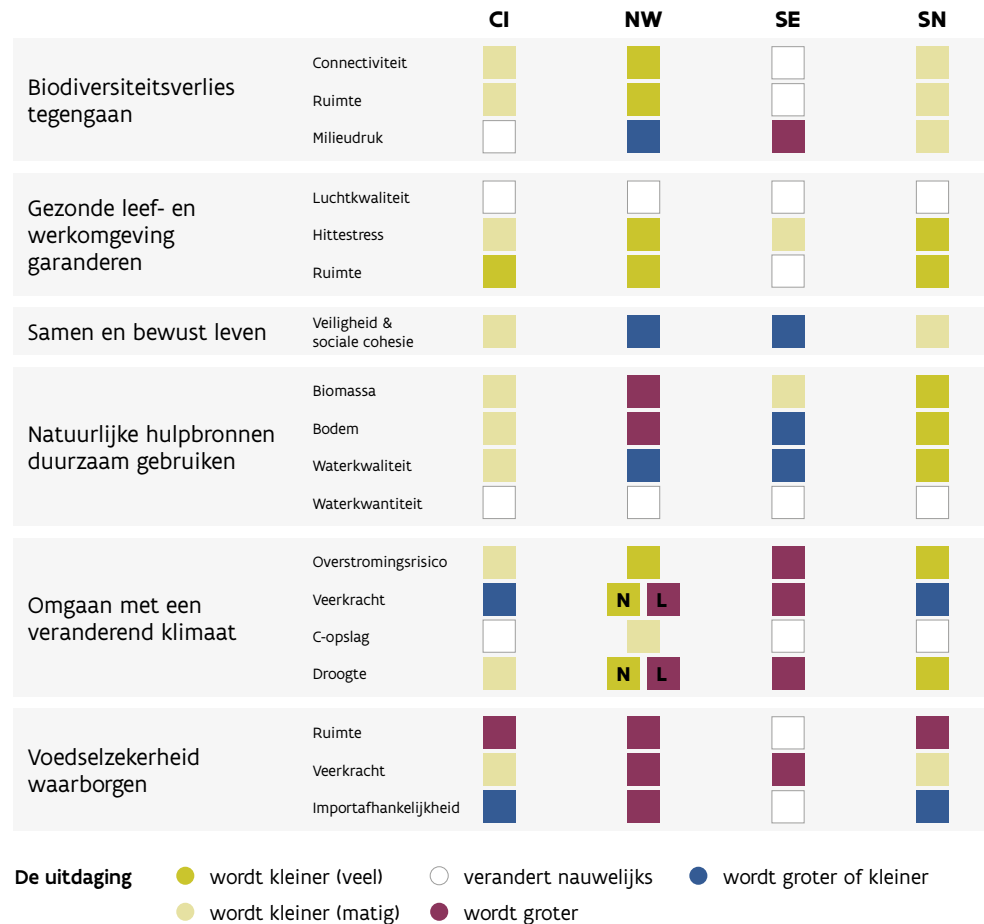 CI NW SE SN
Biodiversiteitsverlies
tegengaan
Connectiviteit
Ruimte
Milieudruk
Gezonde leef- en
werkomgeving
garanderen
Luchtkwaliteit
Hittestress
Ruimte
Samen en bewust leven
Veiligheid &
sociale cohesie
Natuurlijke hulpbronnen
duurzaam gebruiken
Biomassa
Bodem
Waterkwaliteit
Waterkwantiteit
Omgaan met een
veranderend klimaat
Overstromingsrisico
Veerkracht N L
C-opslag
Droogte N L
Voedselzekerheid
waarborgen
Ruimte
Veerkracht
Importafhankelijkheid
De uitdaging wordt kleiner (veel) verandert nauwelijks wordt groter of kleiner
wordt kleiner (matig) wordt groter